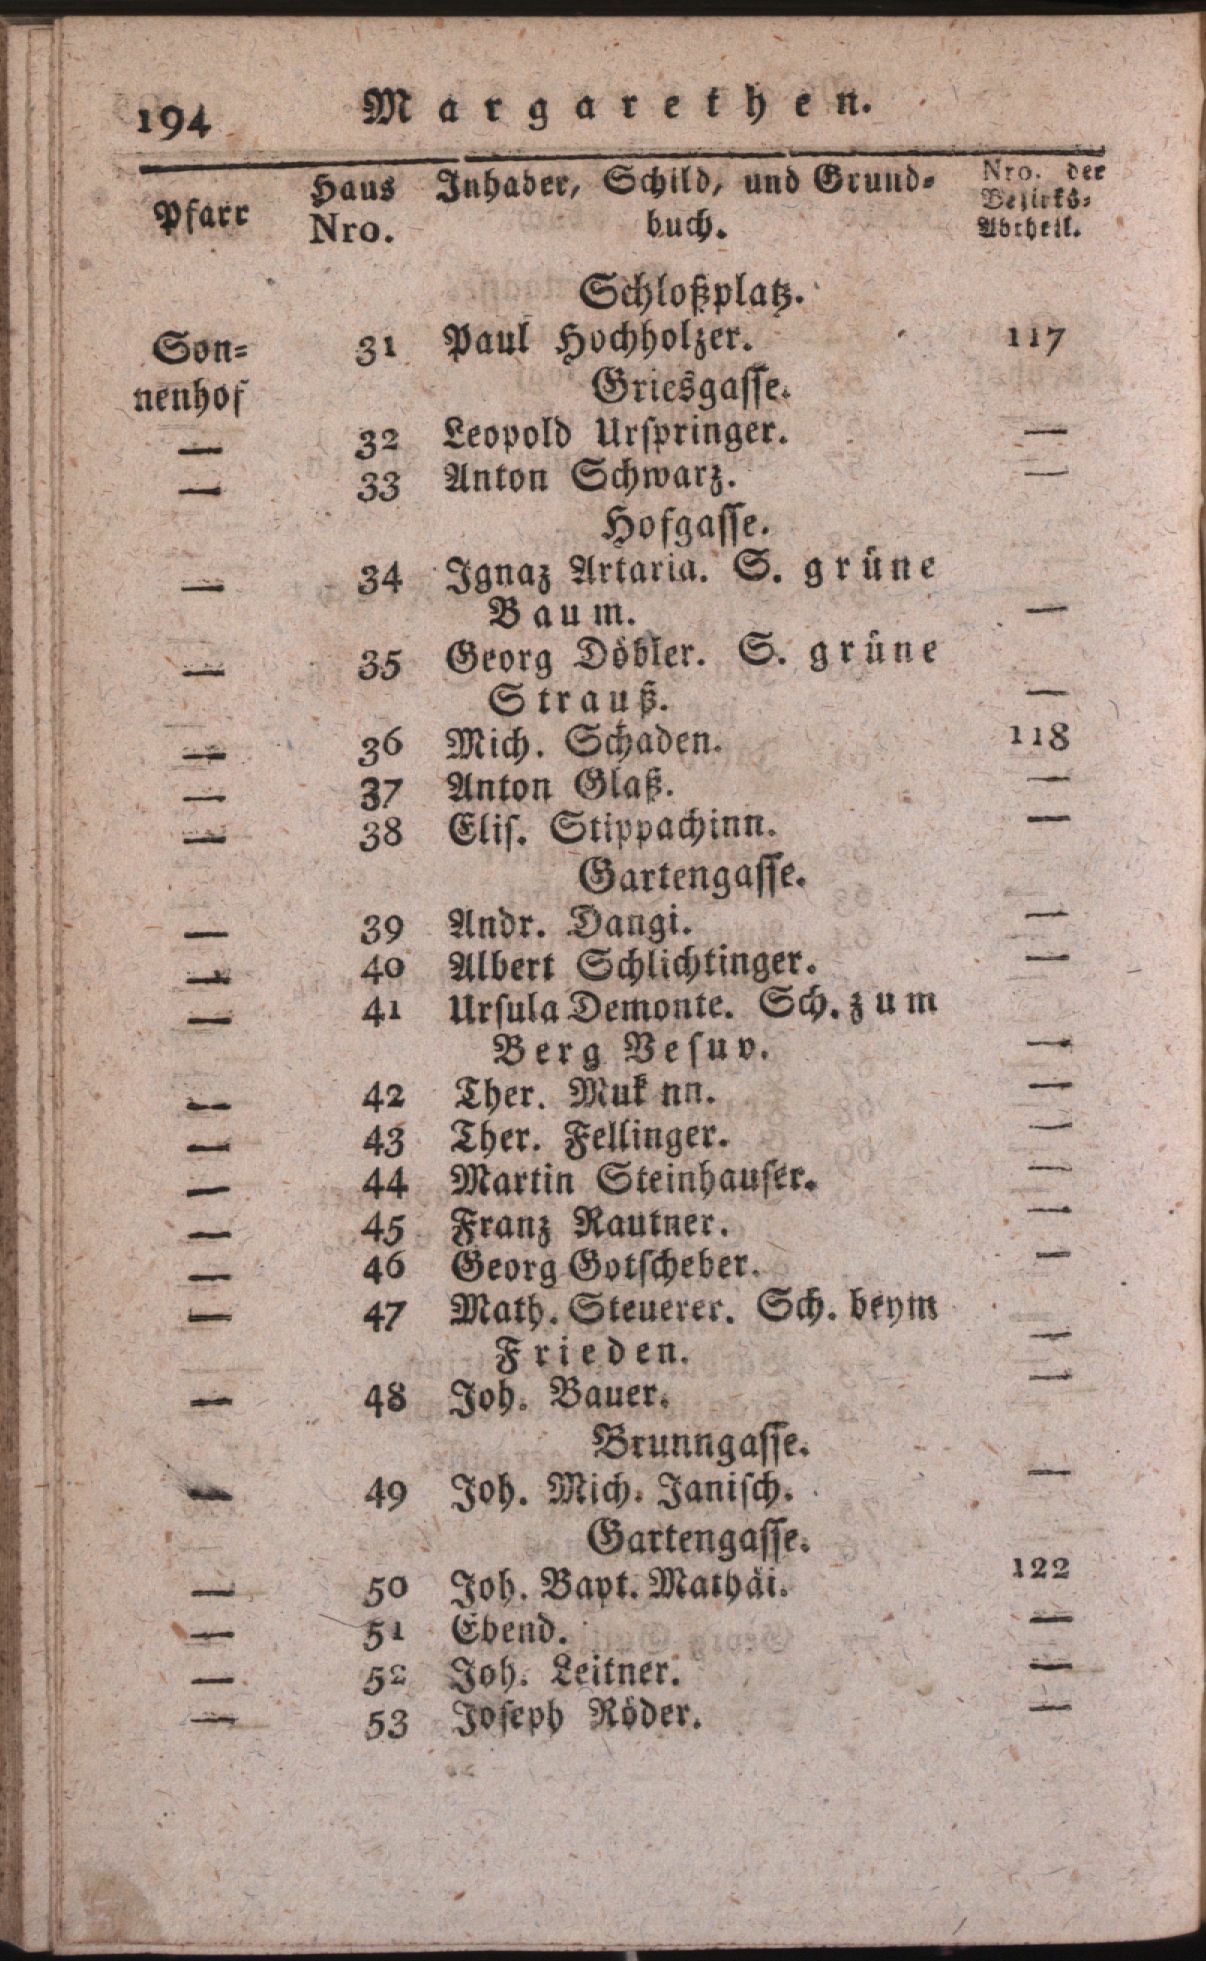 194 Margarethen.
Pfarr Haus Nro. Inhaber, Schild, und Grund- buch. Nro. der Bezirks- Abtheil.
Schloßplatz.
Son- 31 Paul Hochholzer. 117
nenhof Griesgasse.
— 32 Leopold Urspringer. —
— 33 Anton Schwarz. —
Hofgasse.
— 34 Ignaz Artaria. S. grüne
Baum. —
— 35 Georg Döbler. S. grüne
Strauß. —
— 36 Mich. Schaden. 118
— 37 Anton Glaß. —
— 38 Elis. Stippachinn. —
Gartengasse.
— 39 Andr. Dangi. —
— 40 Albert Schlichtinger. —
— 41 Ursula Demonte. Sch. zum
Berg Vesuv. —
— 42 Ther. Muk nn. —
— 43 Ther. Fellinger. —
— 44 Martin Steinhauser. —
— 45 Franz Rautner. —
— 46 Georg Gotscheber. —
— 47 Math. Steuerer. Sch. beym
Frieden. —
— 48 Joh. Bauer. —
Brunngasse.
— 49 Joh. Mich. Janisch. —
Gartengasse.
— 50 Joh. Bapt. Mathäi. 122
— 51 Ebend. —
— 52 Joh. Leitner. —
— 53 Joseph Röder. —